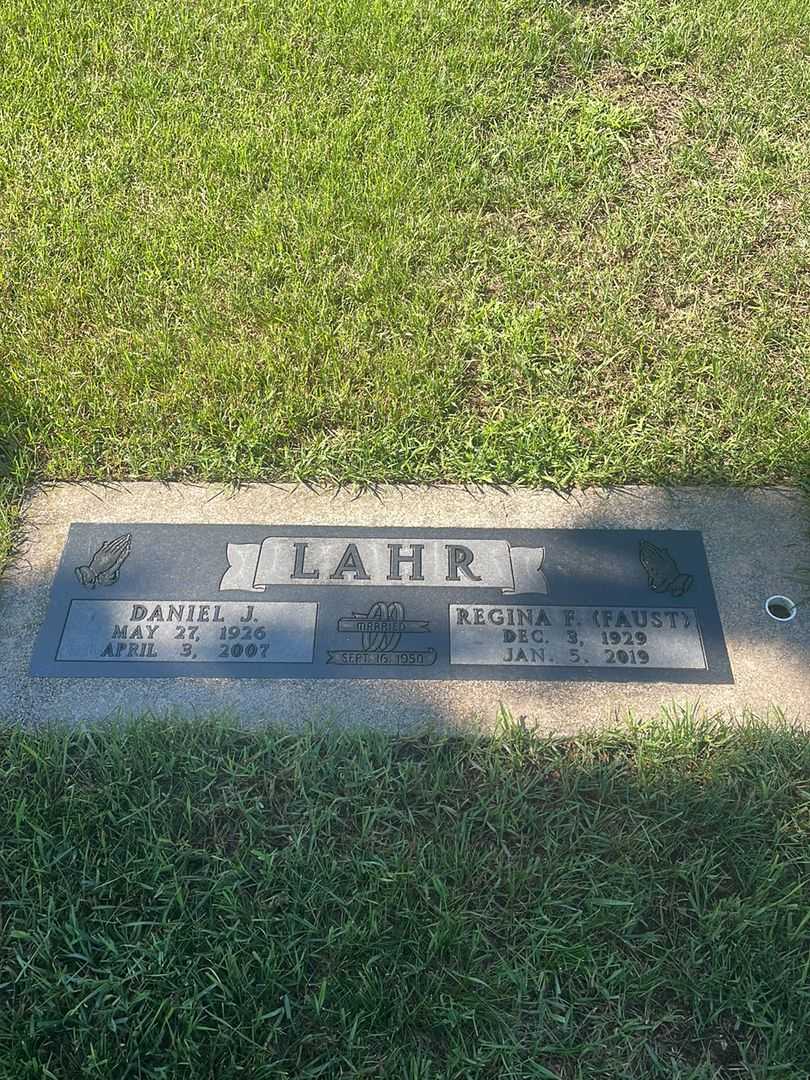 LAHR
DANIEL J.
MAY 27, 1926
APRIL 3, 2007
MARRIED
SEPT. 16, 1950
REGINA F. (FAUST)
DEC. 3, 1929
JAN. 5, 2019